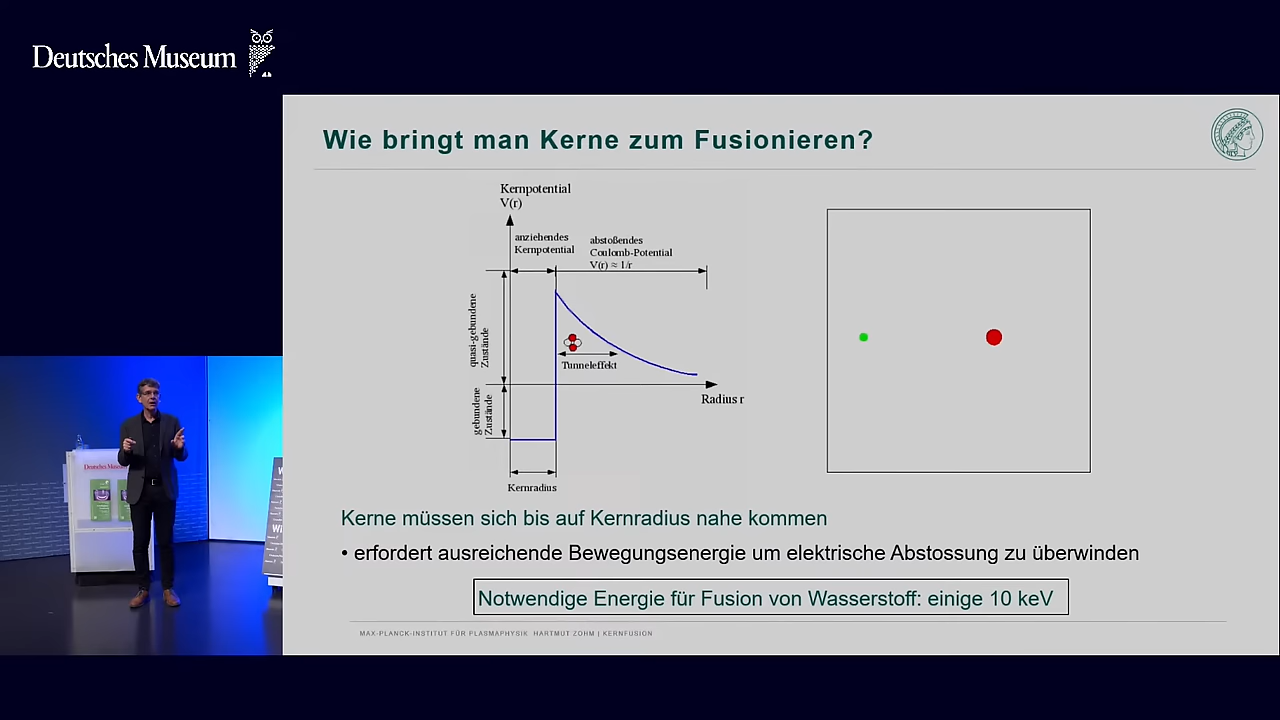 Deutsches Museum
Wie bringt man Kerne zum Fusionieren?
Kernpotential
V(r)
anziehendes
Kernpotential
abstoßendes
Coulomb-Potential
V(r) ≈ 1/r
quasi-gebundene
Zustände
Tunneleffekt
gebundene
Zustände
Radius r
Kernradius
Kerne müssen sich bis auf Kernradius nahe kommen
• erfordert ausreichende Bewegungsenergie um elektrische Abstossung zu überwinden
Notwendige Energie für Fusion von Wasserstoff: einige 10 keV
MAX-PLANCK-INSTITUT FÜR PLASMAPHYSIK HARTMUT ZOHM | KERNFUSION
Deutsches Museum